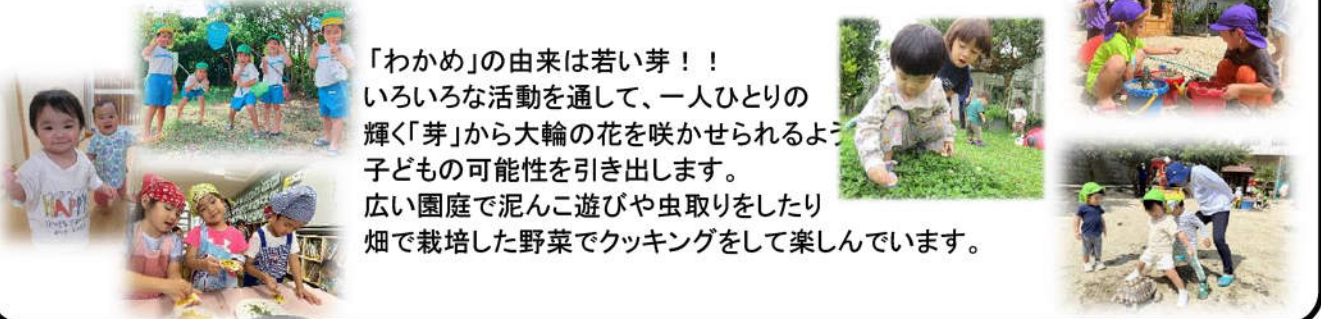 「わかめ」の由来は若い芽！！
いろいろな活動を通して、一人ひとりの
輝く「芽」から大輪の花を咲かせられるよう
子どもの可能性を引き出します。
広い園庭で泥んこ遊びや虫取りをしたり
畑で栽培した野菜でクッキングをして楽しんでいます。
HAPPY